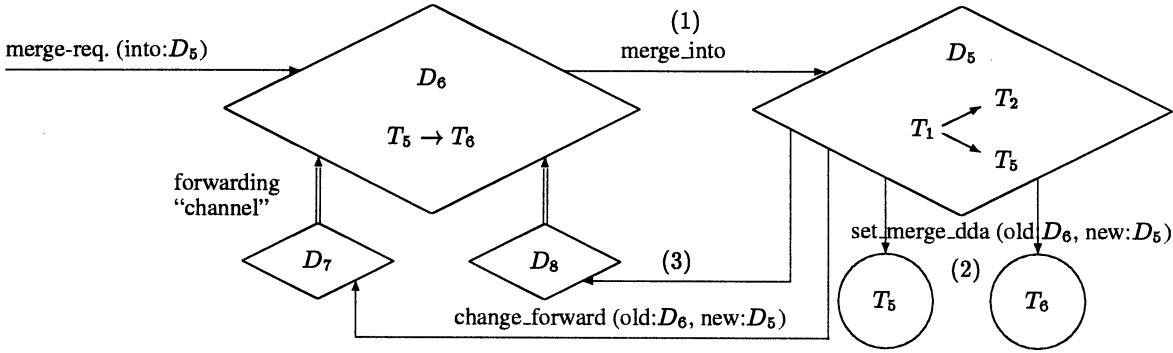 merge-req. (into:D₅)
(1)
merge_into
D₆
T₅ → T₆
D₅
T₁
T₂
T₅
forwarding
“channel”
D₇
D₈
(3)
set_merge_dda (old:D₆, new:D₅)
(2)
T₅
T₆
change_forward (old:D₆, new:D₅)